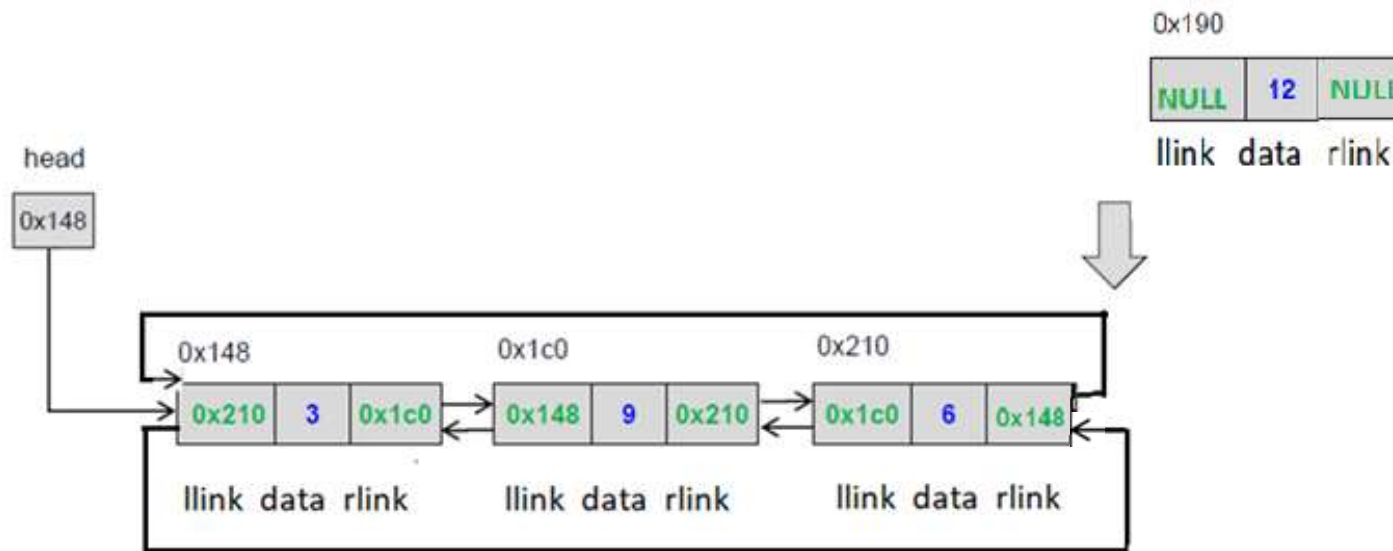 0x190
NULL 12 NULL
llink data rlink
head
0x148
0x148 0x1c0 0x210
0x210 3 0x1c0 0x148 9 0x210 0x1c0 6 0x148
llink data rlink llink data rlink llink data rlink